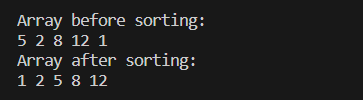 Array before sorting:
5 2 8 12 1
Array after sorting:
1 2 5 8 12